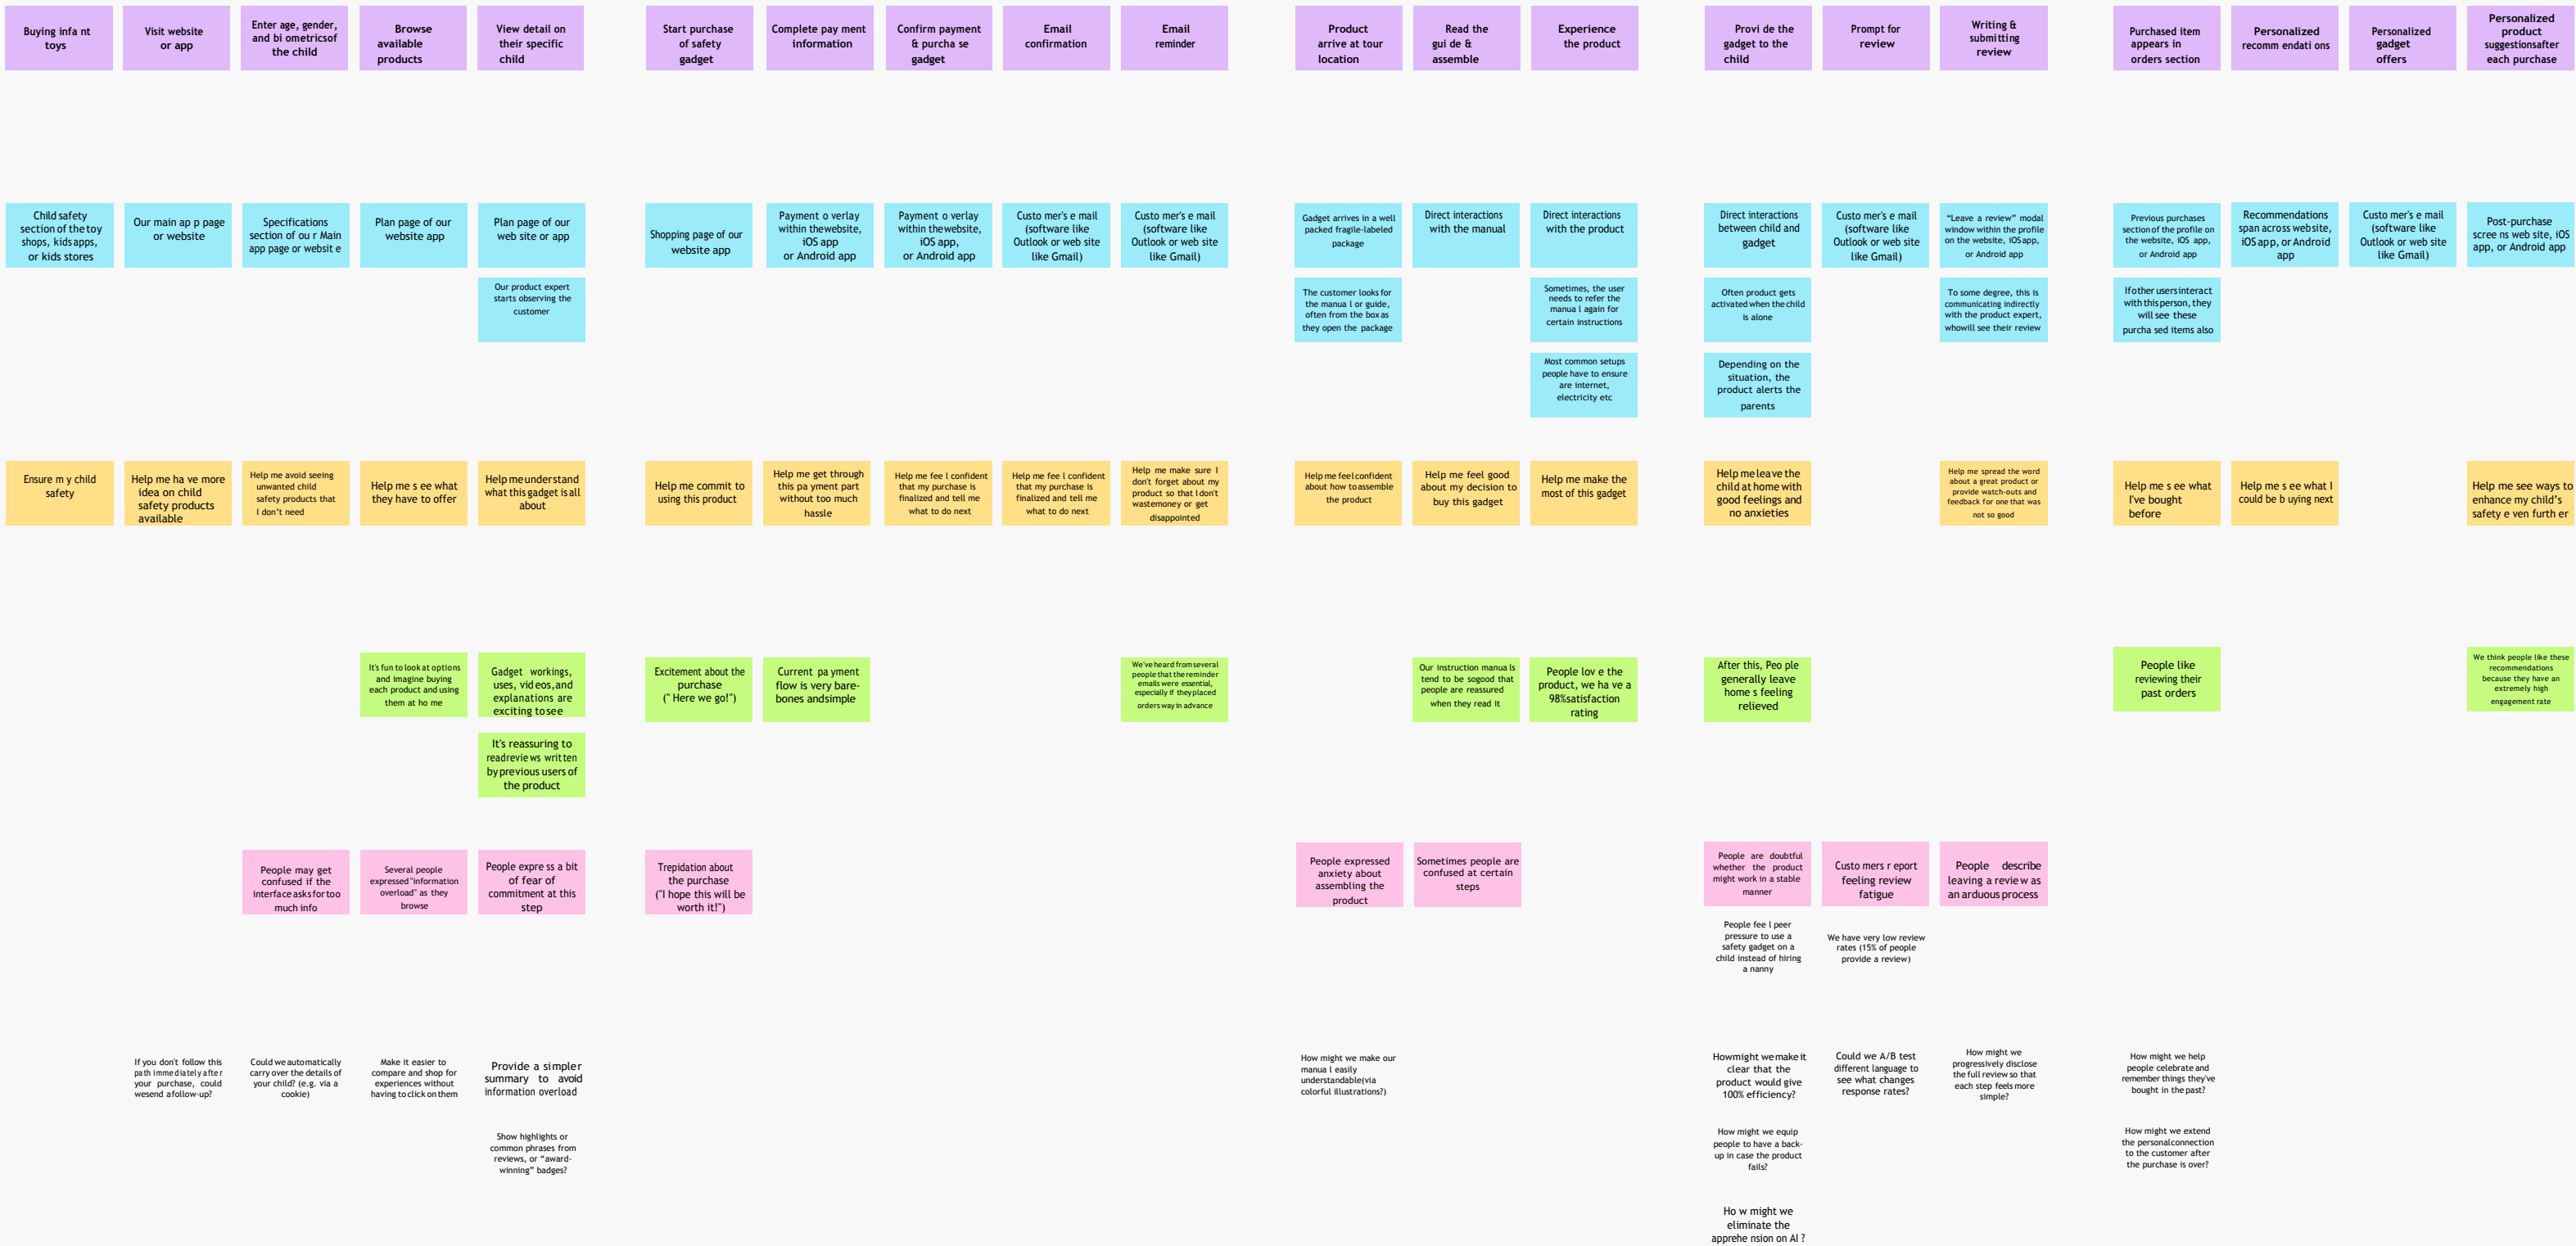 Buying infa nt
toys
Visit website
or app
Enter age, gender,
and bi ometricsof
the child
Browse
available
products
View detail on
their specific
child
Start purchase
of safety
gadget
Complete pay ment
information
Confirm payment
& purcha se
gadget
Email
confirmation
Email
reminder
Product
arrive at tour
location
Read the
gui de &
assemble
Experience
the product
Provi de the
gadget to the
child
Prompt for
review
Writing &
submitting
review
Purchased item
appears in
orders section
Personalized
recomm endati ons
Personalized
gadget
offers
Personalized
product
suggestionsafter
each purchase
Child safety
section of the toy
shops, kids apps,
or kids stores
Our main ap p page
or website
Specifications
section of ou r Main
app page or websit e
Plan page of our
website app
Plan page of our
web site or app
Shopping page of our
website app
Payment o verlay
within the website,
iOS app
or Android app
Payment o verlay
within the website,
iOS app,
or Android app
Custo mer's e mail
(software like
Outlook or web site
like Gmail)
Custo mer's e mail
(software like
Outlook or web site
like Gmail)
Gadget arrives in a well
packed fragile-labeled
package
Direct interactions
with the manual
Direct interactions
with the product
Direct interactions
between child and
gadget
Custo mer's e mail
(software like
Outlook or web site
like Gmail)
“Leave a review” modal
window within the profile
on the website, iOS app,
or Android app
Previous purchases
section of the profile on
the website, iOS app,
or Android app
Recommendations
span across web site,
iOS app, or Android
app
Custo mer's e mail
(software like
Outlook or web site
like Gmail)
Post-purchase
scree ns web site, iOS
app, or Android app
Our product expert
starts observing the
customer
The customer looks for
the manua l or guide,
often from the box as
they open the package
Sometimes, the user
needs to refer the
manua l again for
certain instructions
Often product gets
activated when the child
is alone
To some degree, this is
communicating indirectly
with the product expert,
who will see their review
If other users interact
with this person, they
will see these
purcha sed items also
Most common setups
people have to ensure
are internet,
electricity etc
Depending on the
situation, the
product alerts the
parents
Ensure m y child
safety
Help me ha ve more
idea on child
safety products
available
Help me avoid seeing
unwanted child
safety products that
I don’t need
Help me s ee what
they have to offer
Help me understand
what this gadget is all
about
Help me commit to
using this product
Help me get through
this pa yment part
without too much
hassle
Help me fee l confident
that my purchase is
finalized and tell me
what to do next
Help me fee l confident
that my purchase is
finalized and tell me
what to do next
Help me make sure I
don't forget about my
product so that I don't
wastemoney or get
disappointed
Help me feel confident
about how to assemble
the product
Help me feel good
about my decision to
buy this gadget
Help me make the
most of this gadget
Help me leave the
child at home with
good feelings and
no anxieties
Help me spread the word
about a great product or
provide watch-outs and
feedback for one that was
not so good
Help me s ee what
I've bought
before
Help me s ee what I
could be b uying next
Help me see ways to
enhance my child’s
safety e ven furth er
It's fun to look at options
and imagine buying
each product and using
them at ho me
Gadget workings,
uses, vid eos,and
explanations are
exciting to see
Excitement about the
purchase
(" Here we go!")
Current pa yment
flow is very bare-
bones andsimple
We've heard from several
people that the reminder
emails were essential,
especially if they placed
orders way in advance
Our instruction manua ls
tend to be sogood that
people are reassured
when they read it
People lov e the
product, we ha ve a
98%satisfaction
rating
After this, Peo ple
generally leave
home s feeling
relieved
People like
reviewing their
past orders
We think people like these
recommendations
because they have an
extremely high
engagement rate
It's reassuring to
readrevie ws written
by previous users of
the product
People may get
confused if the
interface asks for too
much info
Several people
expressed "information
overload" as they
browse
People expre ss a bit
of fear of
commitment at this
step
Trepidation about
the purchase
("I hope this will be
worth it!")
People expressed
anxiety about
assembling the
product
Sometimes people are
confused at certain
steps
People are doubtful
whether the product
might work in a stable
manner
Custo mers r eport
feeling review
fatigue
People describe
leaving a revie w as
an arduous process
People fee l peer
pressure to use a
safety gadget on a
child instead of hiring
a nanny
We have very low review
rates (15% of people
provide a review)
If you don't follow this
path immediately after
your purchase, could
wesend a follow-up?
Could we automatically
carry over the details of
your child? (e.g. via a
cookie)
Make it easier to
compare and shop for
experiences without
having to click on them
Provide a simpler
summary to avoid
information overload
How might we make our
manua l easily
understandable(via
colorful illustrations?)
Howmight we make it
clear that the
product would give
100% efficiency?
Could we A/B test
different language to
see what changes
response rates?
How might we
progressively disclose
the full review so that
each step feels more
simple?
How might we help
people celebrate and
remember things they've
bought in the past?
Show highlights or
common phrases from
reviews, or “award-
winning” badges?
How might we equip
people to have a back-
up in case the product
fails?
How might we extend
the personal connection
to the customer after
the purchase is over?
Ho w might we
eliminate the
apprehe nsion on AI ?